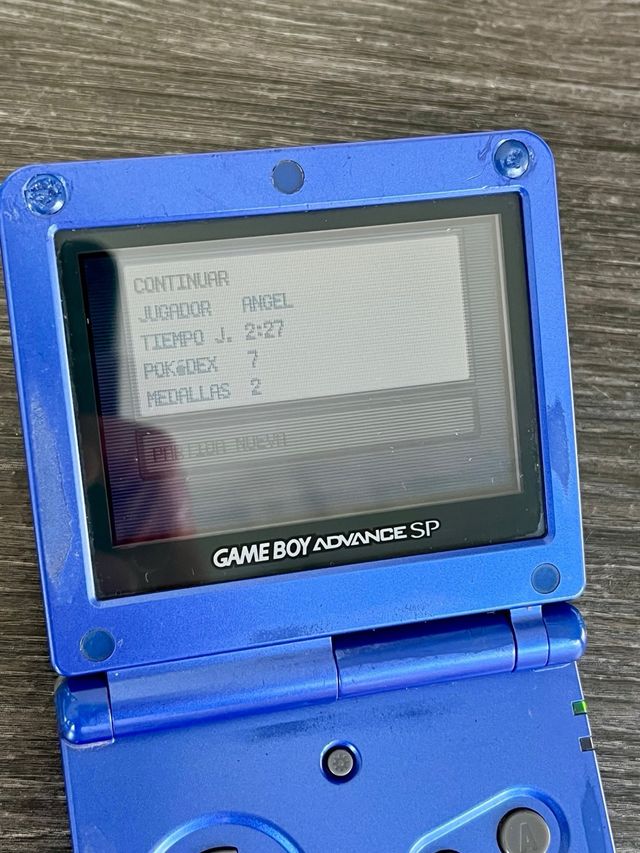 CONTINUAR
JUGADOR ANGEL
TIEMPO J. 2:27
POKéDEX 7
MEDALLAS 2
PARTIDA NUEVA
GAME BOY ADVANCE SP
A